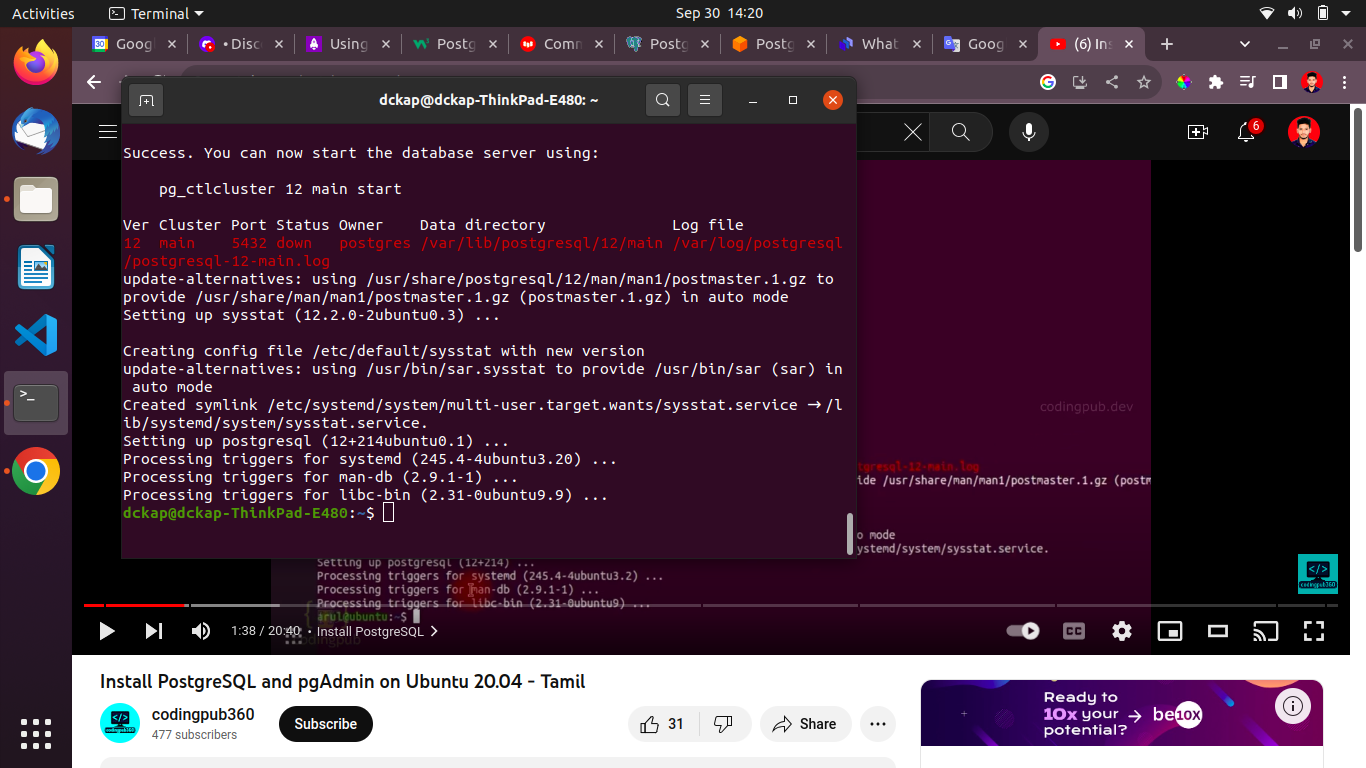 Activities Terminal Sep 30 14:20
Goog Disc Using Postg Comm Postg Postg What Goog (6) Ins
dckap@dckap-ThinkPad-E480: ~
6
Success. You can now start the database server using:
pg_ctlcluster 12 main start
Ver Cluster Port Status Owner Data directory Log file
12 main 5432 down postgres /var/lib/postgresql/12/main /var/log/postgresql
/postgresql-12-main.log
update-alternatives: using /usr/share/postgresql/12/man/man1/postmaster.1.gz to
provide /usr/share/man/man1/postmaster.1.gz (postmaster.1.gz) in auto mode
Setting up sysstat (12.2.0-2ubuntu0.3) ...
Creating config file /etc/default/sysstat with new version
update-alternatives: using /usr/bin/sar.sysstat to provide /usr/bin/sar (sar) in
auto mode
Created symlink /etc/systemd/system/multi-user.target.wants/sysstat.service → /l
ib/systemd/system/sysstat.service.
Setting up postgresql (12+214ubuntu0.1) ...
Processing triggers for systemd (245.4-4ubuntu3.20) ...
Processing triggers for man-db (2.9.1-1) ...
Processing triggers for libc-bin (2.31-0ubuntu9.9) ...
dckap@dckap-ThinkPad-E480:~$
codingpub.dev
tgresql-12-main.log
ide /usr/share/man/man1/postmaster.1.gz (postm
o mode
ystemd/system/sysstat.service.
Setting up postgresql (12+214) ...
Processing triggers for systemd (245.4-4ubuntu3.2) ...
Processing triggers for man-db (2.9.1-1) ...
Processing triggers for libc-bin (2.31-0ubuntu9) ...
arul@ubuntu:~$
codingpub360
1:38 / 20:40 • Install PostgreSQL
CC
Install PostgreSQL and pgAdmin on Ubuntu 20.04 - Tamil
codingpub360
477 subscribers
Subscribe
31
Share
Ready to
10x your
potential?
be10X